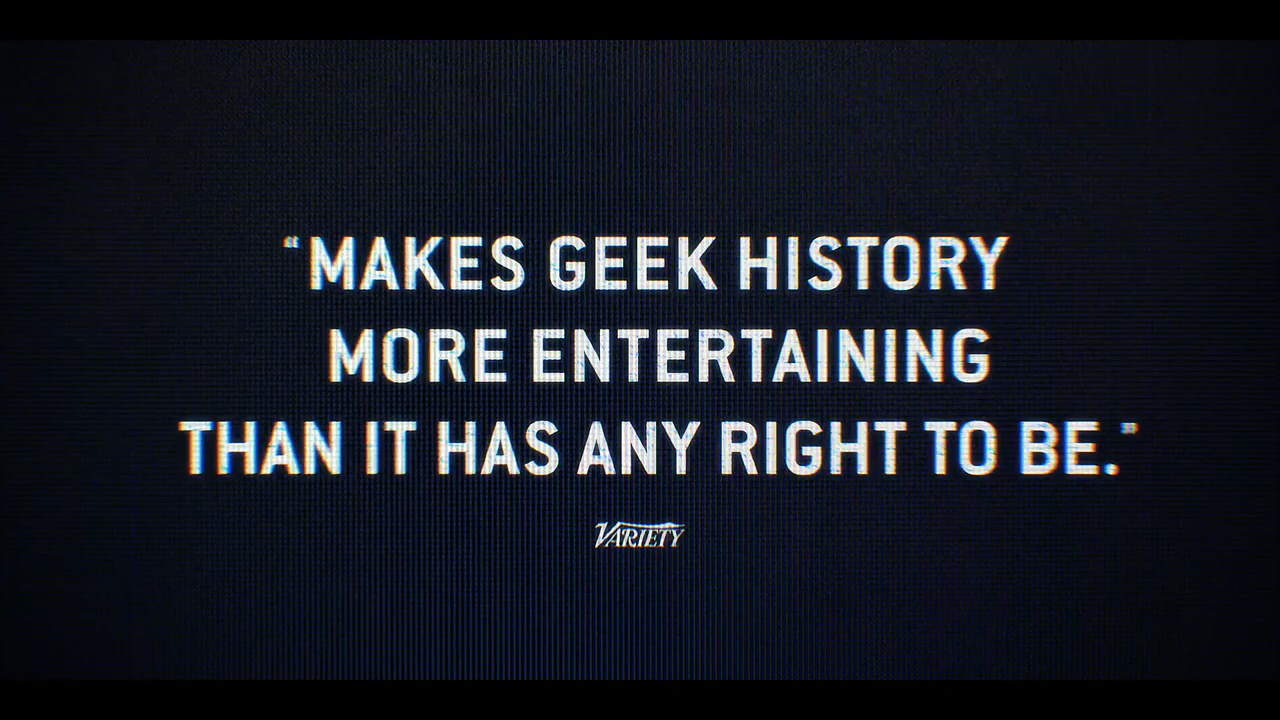 “MAKES GEEK HISTORY
MORE ENTERTAINING
THAN IT HAS ANY RIGHT TO BE.”
VARIETY